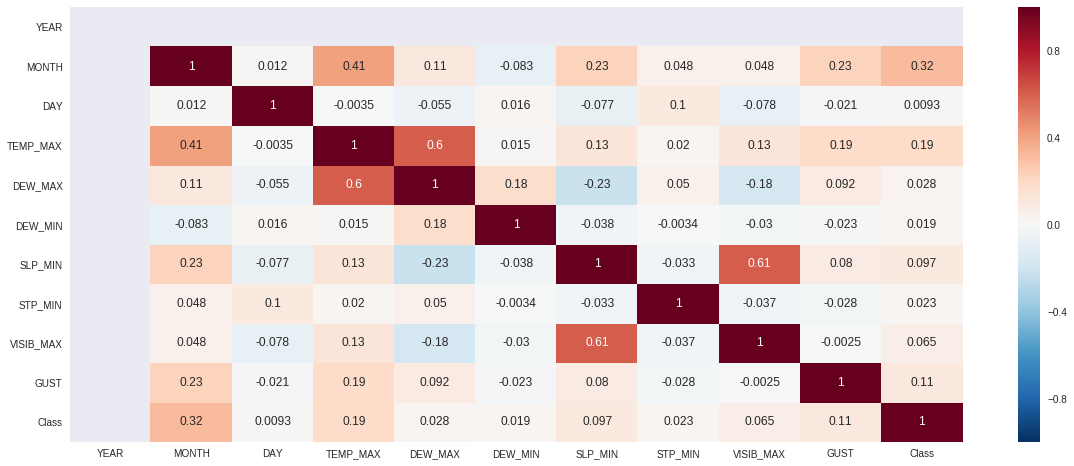 YEAR
MONTH 1 0.012 0.41 0.11 -0.083 0.23 0.048 0.048 0.23 0.32
DAY 0.012 1 -0.0035 -0.055 0.016 -0.077 0.1 -0.078 -0.021 0.0093
TEMP_MAX 0.41 -0.0035 1 0.6 0.015 0.13 0.02 0.13 0.19 0.19
DEW_MAX 0.11 -0.055 0.6 1 0.18 -0.23 0.05 -0.18 0.092 0.028
DEW_MIN -0.083 0.016 0.015 0.18 1 -0.038 -0.0034 -0.03 -0.023 0.019
SLP_MIN 0.23 -0.077 0.13 -0.23 -0.038 1 -0.033 0.61 0.08 0.097
STP_MIN 0.048 0.1 0.02 0.05 -0.0034 -0.033 1 -0.037 -0.028 0.023
VISIB_MAX 0.048 -0.078 0.13 -0.18 -0.03 0.61 -0.037 1 -0.0025 0.065
GUST 0.23 -0.021 0.19 0.092 -0.023 0.08 -0.028 -0.0025 1 0.11
Class 0.32 0.0093 0.19 0.028 0.019 0.097 0.023 0.065 0.11 1
YEAR MONTH DAY TEMP_MAX DEW_MAX DEW_MIN SLP_MIN STP_MIN VISIB_MAX GUST Class
0.8
0.4
0.0
−0.4
−0.8